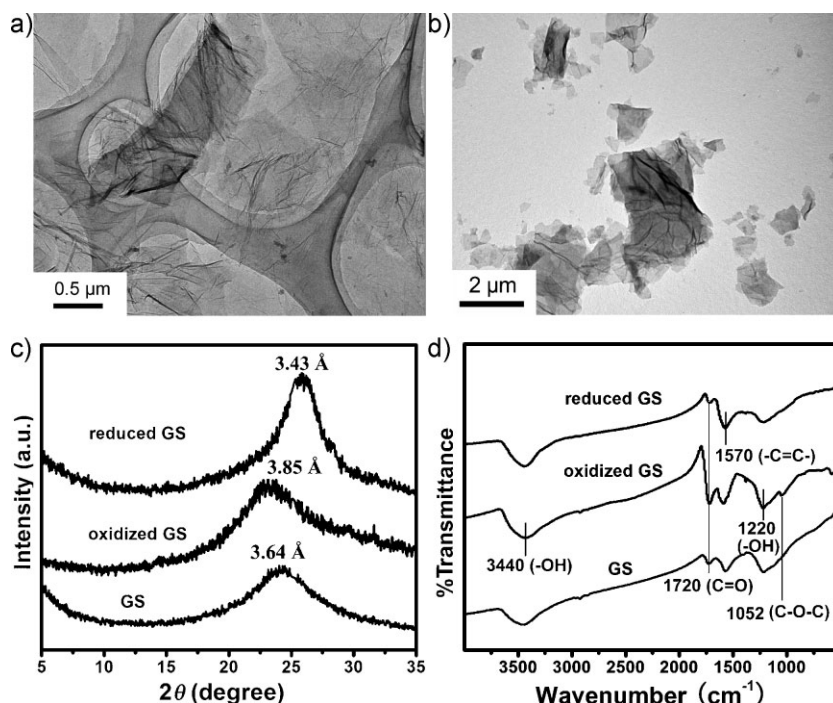 a)
0.5 µm
b)
2 µm
c)
3.43 Å
reduced GS
3.85 Å
oxidized GS
3.64 Å
GS
Intensity (a.u.)
5 10 15 20 25 30 35
2θ (degree)
d)
reduced GS
1570 (-C=C-)
oxidized GS
1220
(-OH)
3440 (-OH)
GS
1720 (C=O)
1052 (C-O-C)
%Transmittance
3500 3000 2500 2000 1500 1000
Wavenumber (cm⁻¹)